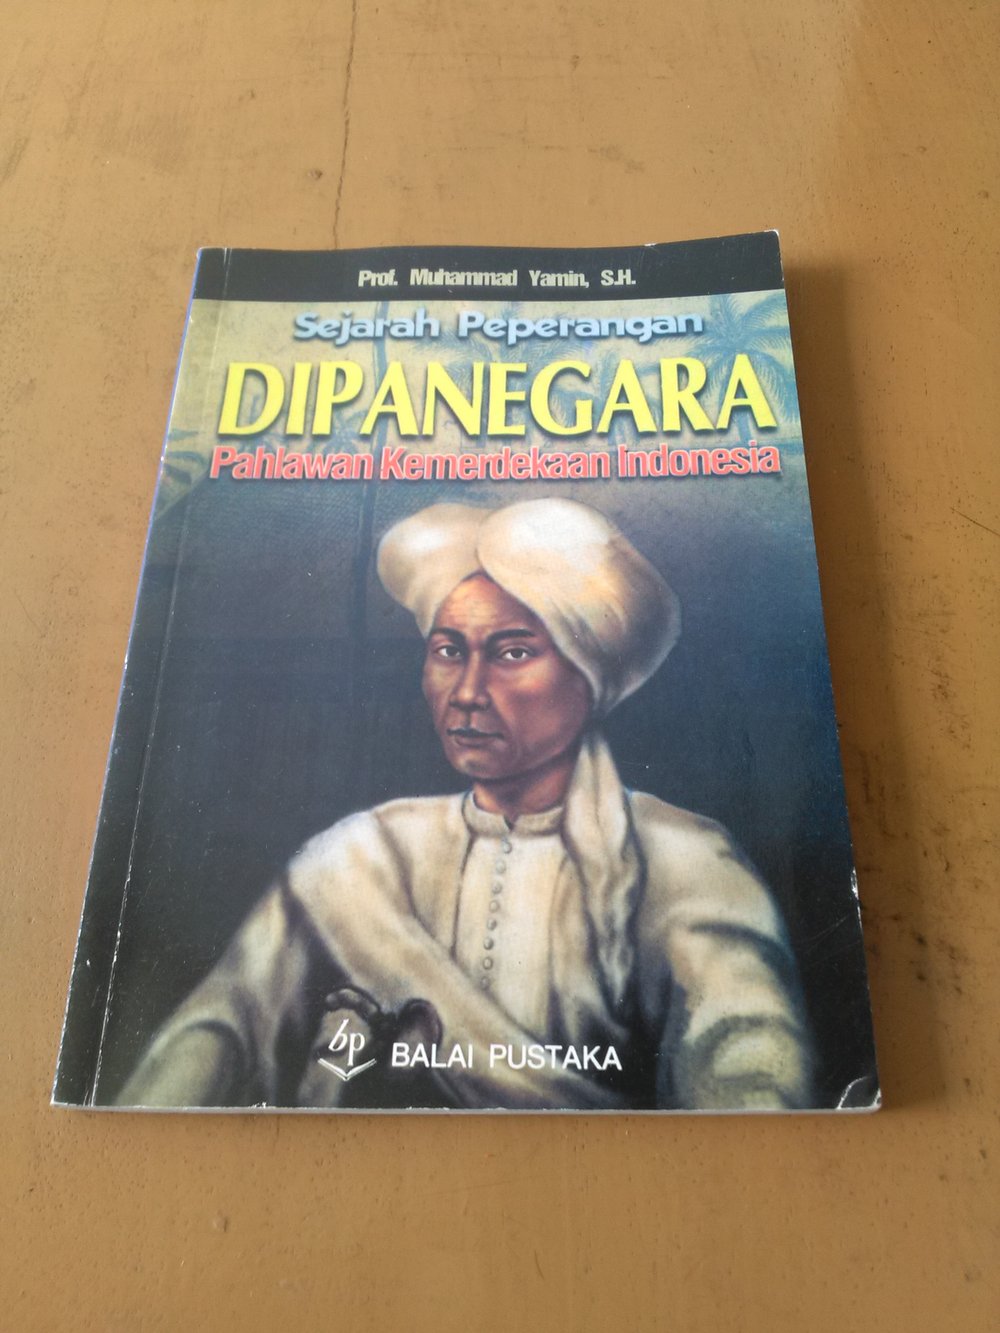 Prof. Muhammad Yamin, S.H.
Sejarah Peperangan
DIPANEGARA
Pahlawan Kemerdekaan Indonesia
bp BALAI PUSTAKA